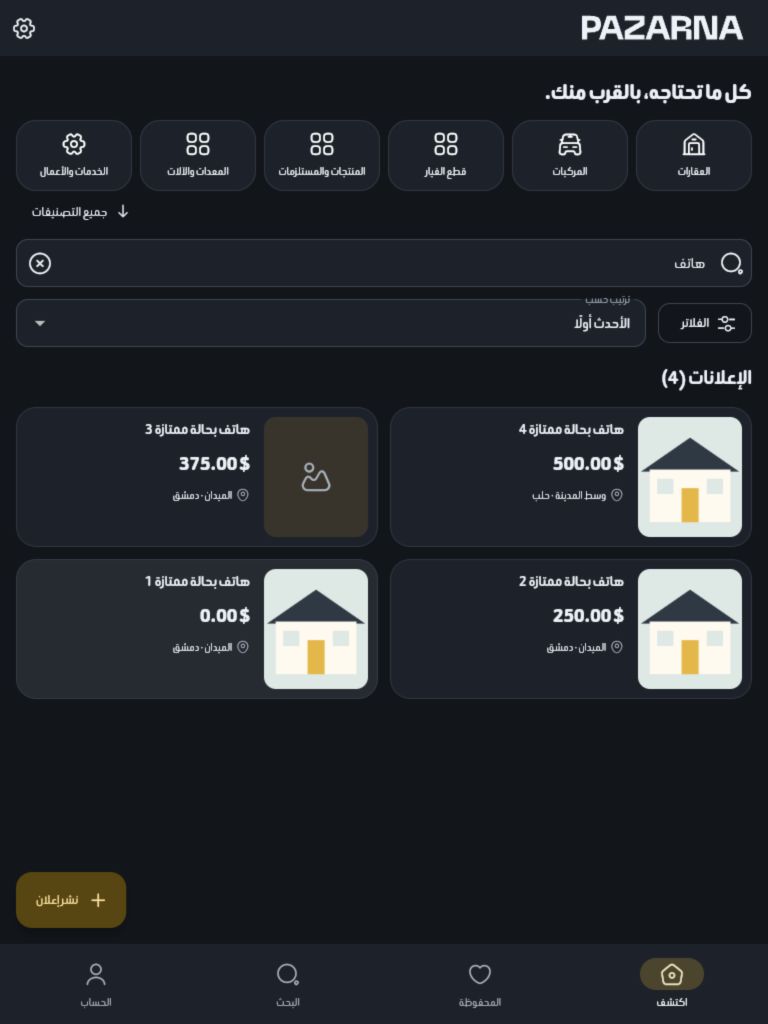 PAZARNA
كل ما تحتاجه، بالقرب منك.
العقارات
المركبات
قطع الغيار
المنتجات والمستلزمات
المعدات والآلات
الخدمات والأعمال
جميع التصنيفات
هاتف
الفلاتر
ترتيب حسب
الأحدث أولًا
الإعلانات (4)
هاتف بحالة ممتازة 4
500.00$
وسط المدينة · حلب
هاتف بحالة ممتازة 3
375.00$
الميدان · دمشق
هاتف بحالة ممتازة 2
250.00$
الميدان · دمشق
هاتف بحالة ممتازة 1
0.00$
الميدان · دمشق
نشر إعلان
اكتشف
المحفوظة
البحث
الحساب